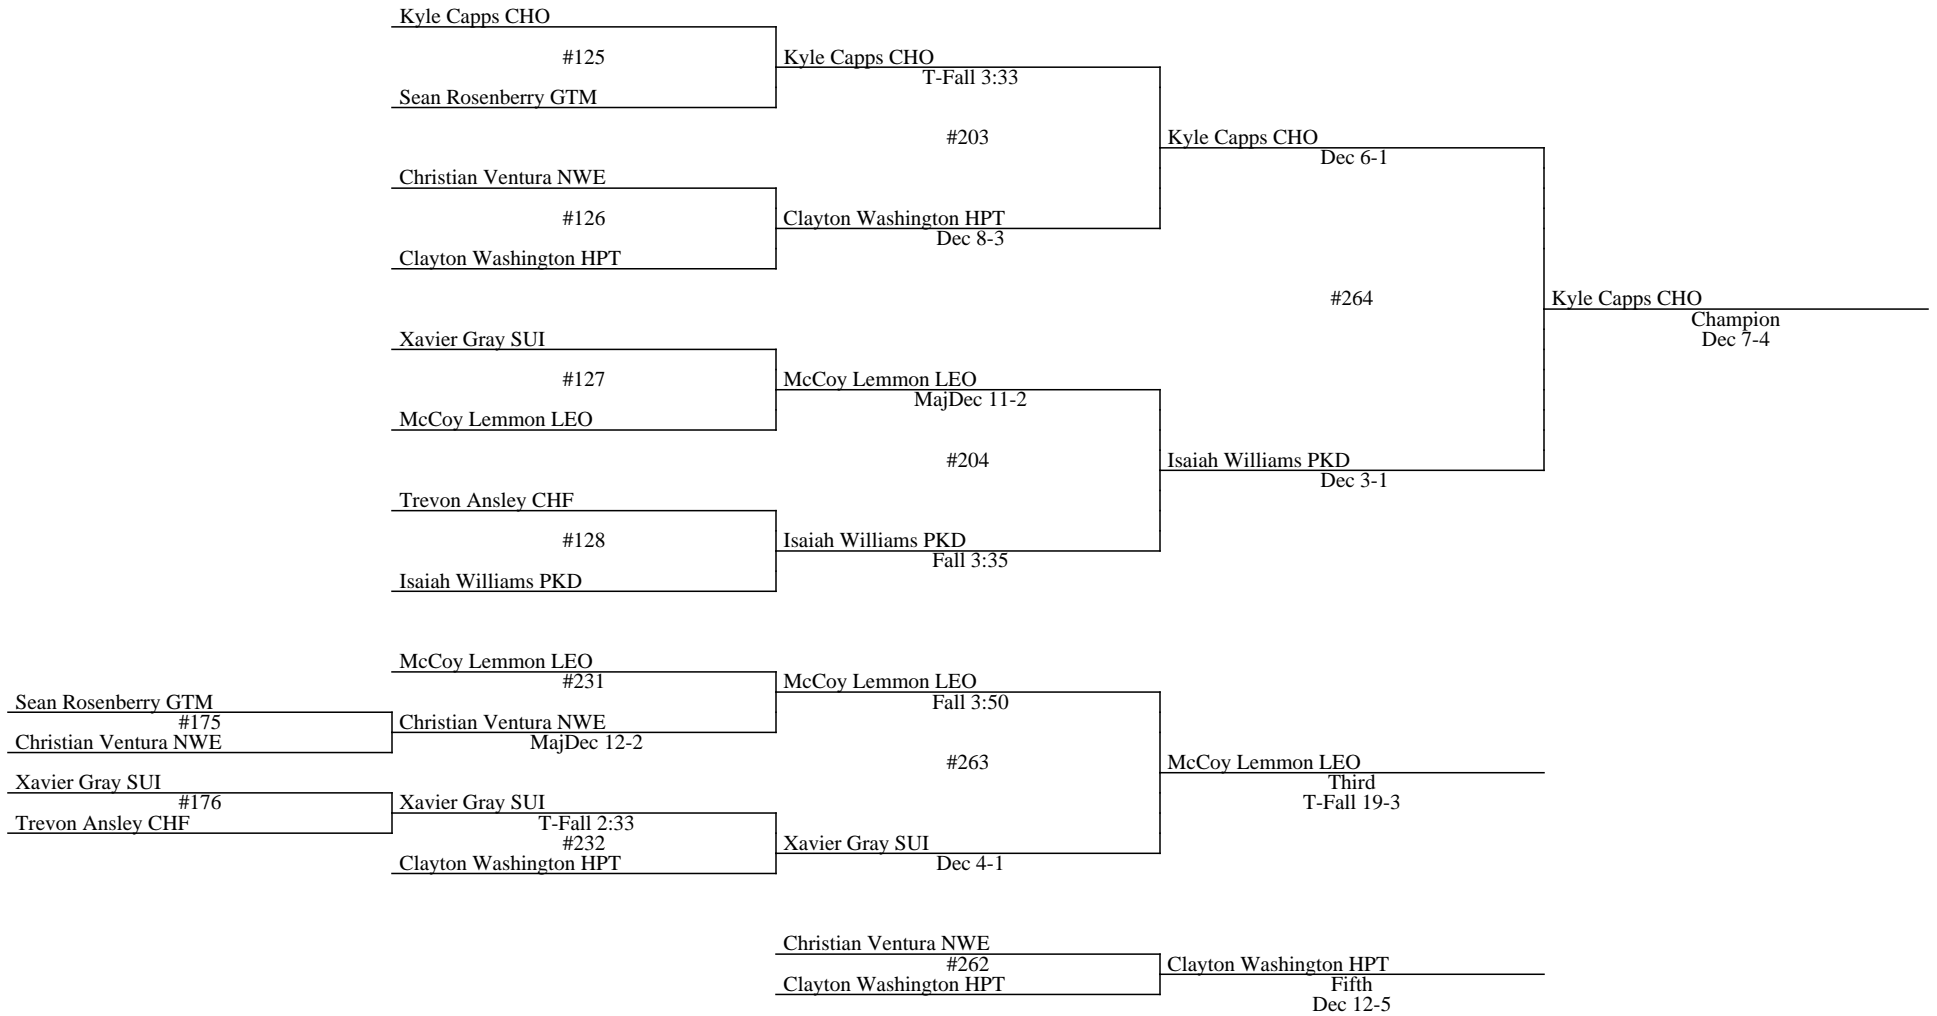 Kyle Capps CHO
#125
Sean Rosenberry GTM
Kyle Capps CHO
T-Fall 3:33
#203
Christian Ventura NWE
#126
Clayton Washington HPT
Clayton Washington HPT
Dec 8-3
Kyle Capps CHO
Dec 6-1
#264
Kyle Capps CHO
Champion
Dec 7-4
Xavier Gray SUI
#127
McCoy Lemmon LEO
McCoy Lemmon LEO
MajDec 11-2
#204
Isaiah Williams PKD
Dec 3-1
Trevon Ansley CHF
#128
Isaiah Williams PKD
Isaiah Williams PKD
Fall 3:35
McCoy Lemmon LEO
#231
Sean Rosenberry GTM
#175
Christian Ventura NWE
Christian Ventura NWE
MajDec 12-2
McCoy Lemmon LEO
Fall 3:50
#263
McCoy Lemmon LEO
Third
T-Fall 19-3
Xavier Gray SUI
#176
Trevon Ansley CHF
Xavier Gray SUI
T-Fall 2:33
#232
Clayton Washington HPT
Xavier Gray SUI
Dec 4-1
Christian Ventura NWE
#262
Clayton Washington HPT
Clayton Washington HPT
Fifth
Dec 12-5